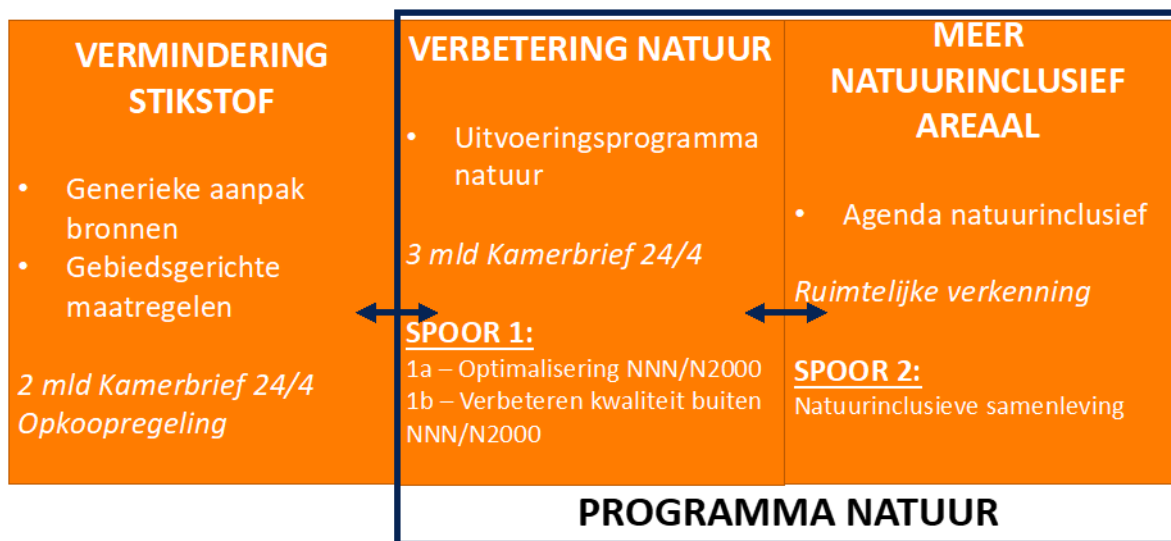 VERMINDERING
STIKSTOF
• Generieke aanpak
bronnen
• Gebiedsgerichte
maatregelen
2 mld Kamerbrief 24/4
Opkoopregeling
VERBETERING NATUUR
• Uitvoeringsprogramma
natuur
3 mld Kamerbrief 24/4
SPOOR 1:
1a – Optimalisering NNN/N2000
1b – Verbeteren kwaliteit buiten
NNN/N2000
MEER
NATUURINCLUSIEF
AREAAL
• Agenda natuurinclusief
Ruimtelijke verkenning
SPOOR 2:
Natuurinclusieve samenleving
PROGRAMMA NATUUR